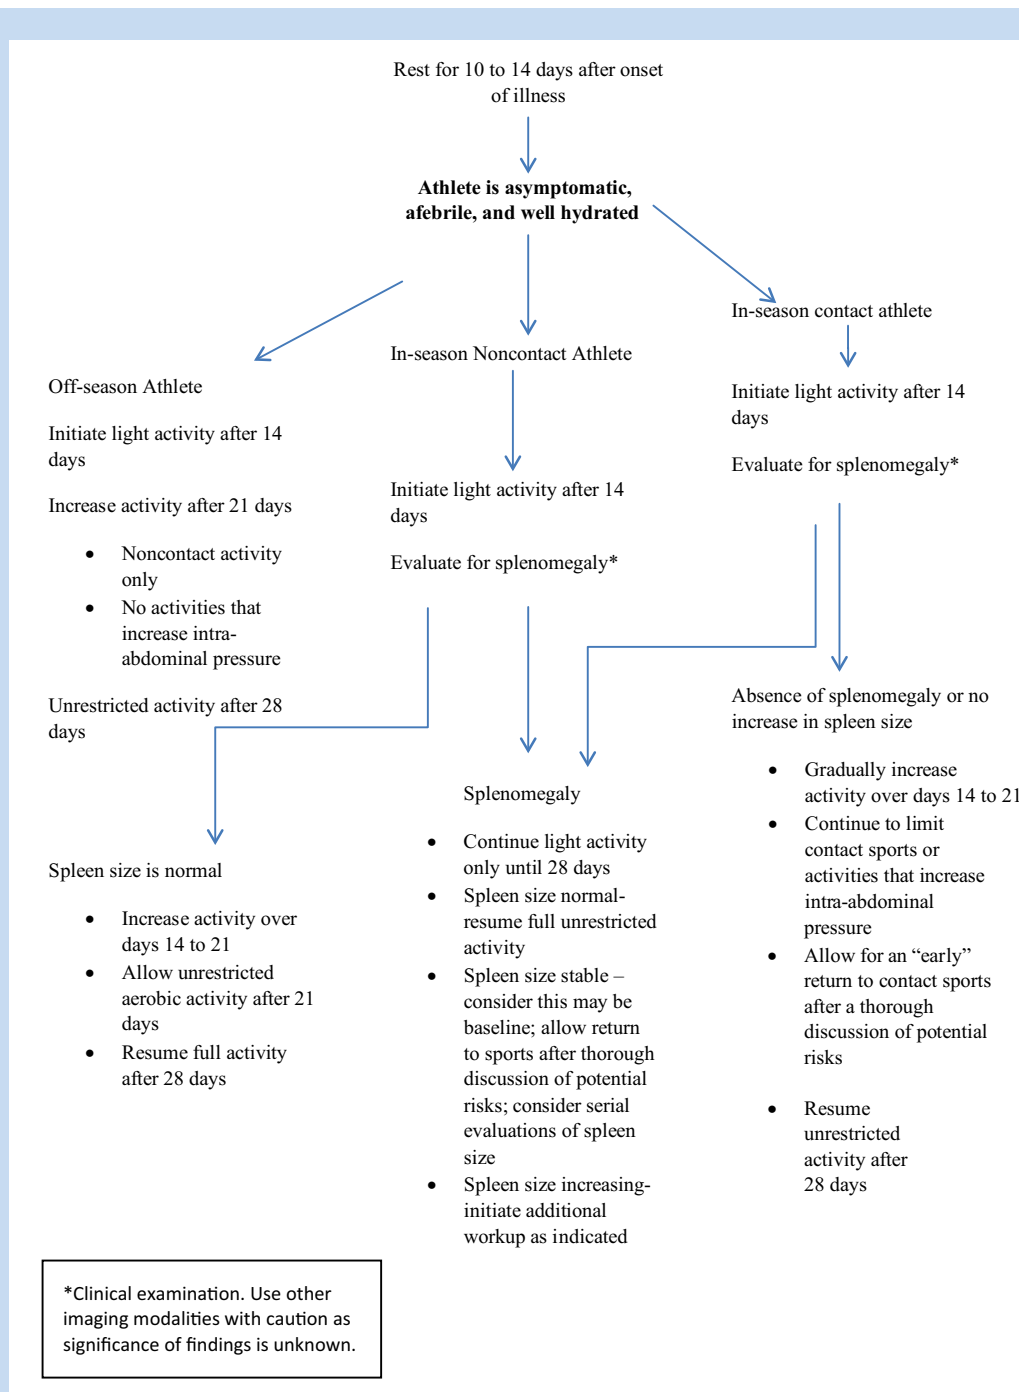 Rest for 10 to 14 days after onset
of illness
Athlete is asymptomatic,
afebrile, and well hydrated
Off-season Athlete
Initiate light activity after 14
days
Increase activity after 21 days
• Noncontact activity
only
• No activities that
increase intra-
abdominal pressure
Unrestricted activity after 28
days
In-season Noncontact Athlete
Initiate light activity after 14
days
Evaluate for splenomegaly*
In-season contact athlete
Initiate light activity after 14
days
Evaluate for splenomegaly*
Spleen size is normal
• Increase activity over
days 14 to 21
• Allow unrestricted
aerobic activity after 21
days
• Resume full activity
after 28 days
Splenomegaly
• Continue light activity
only until 28 days
• Spleen size normal-
resume full unrestricted
activity
• Spleen size stable –
consider this may be
baseline; allow return
to sports after thorough
discussion of potential
risks; consider serial
evaluations of spleen
size
• Spleen size increasing-
initiate additional
workup as indicated
Absence of splenomegaly or no
increase in spleen size
• Gradually increase
activity over days 14 to 21
• Continue to limit
contact sports or
activities that increase
intra-abdominal
pressure
• Allow for an “early”
return to contact sports
after a thorough
discussion of potential
risks
• Resume
unrestricted
activity after
28 days
*Clinical examination. Use other
imaging modalities with caution as
significance of findings is unknown.